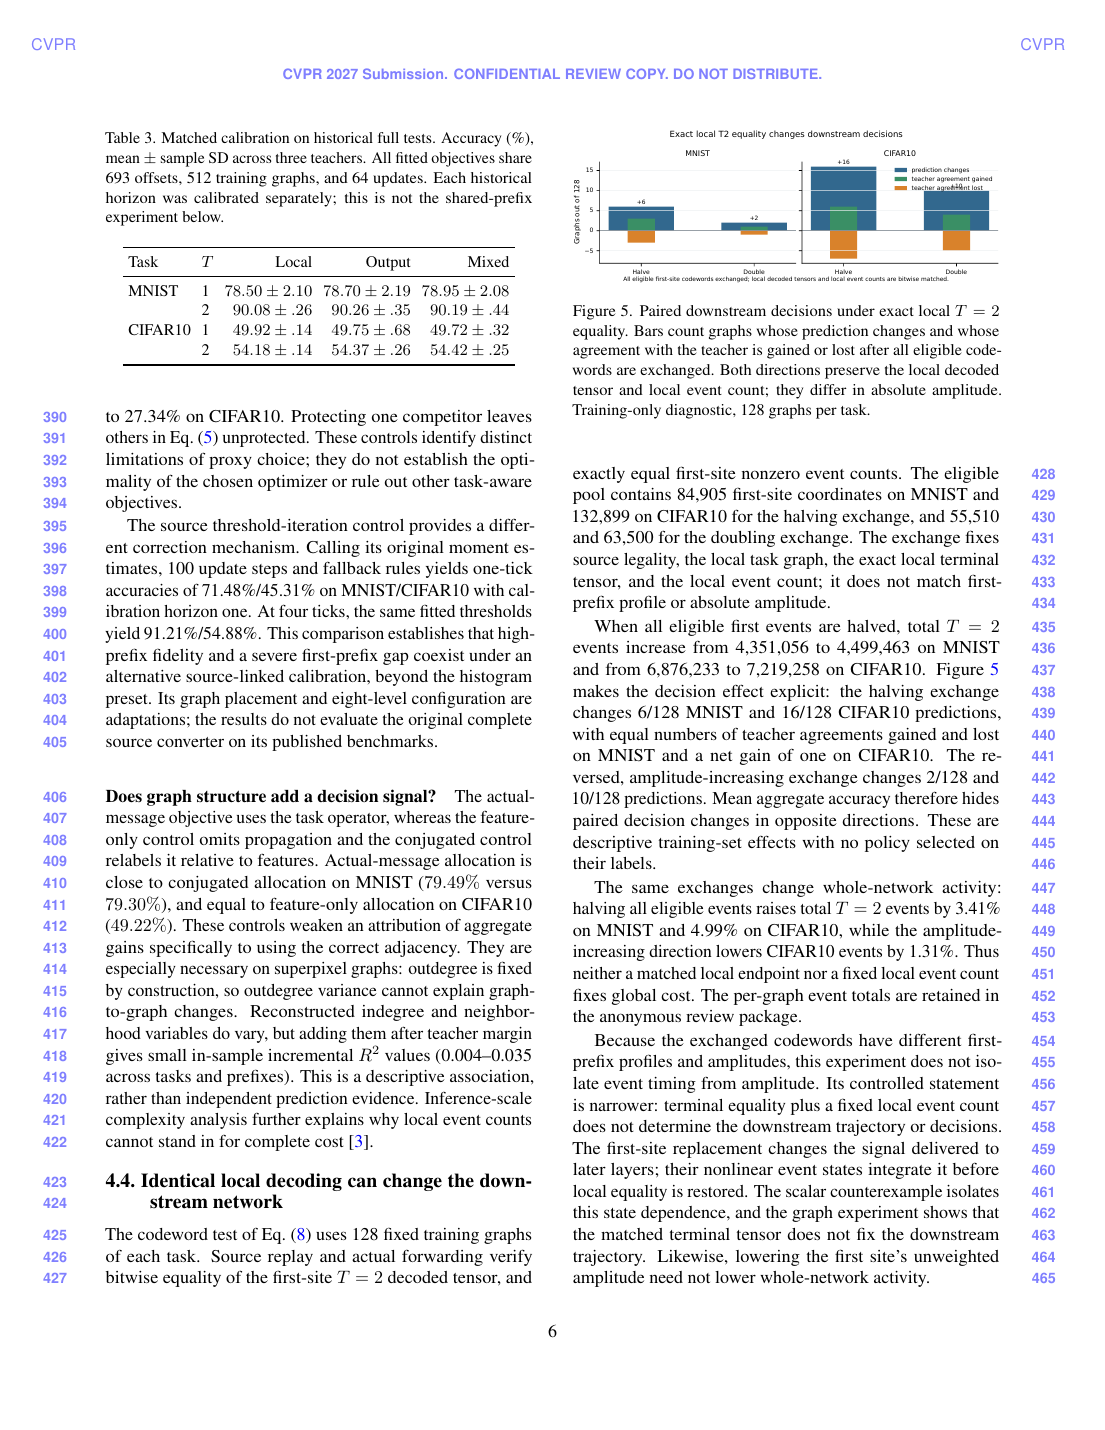 CVPR
CVPR
CVPR 2027 Submission. CONFIDENTIAL REVIEW COPY. DO NOT DISTRIBUTE.
Table 3. Matched calibration on historical full tests. Accuracy (%),
mean ± sample SD across three teachers. All fitted objectives share
693 offsets, 512 training graphs, and 64 updates. Each historical
horizon was calibrated separately; this is not the shared-prefix
experiment below.
Task T Local Output Mixed
MNIST 1 78.50 ± 2.10 78.70 ± 2.19 78.95 ± 2.08
2 90.08 ± .26 90.26 ± .35 90.19 ± .44
CIFAR10 1 49.92 ± .14 49.75 ± .68 49.72 ± .32
2 54.18 ± .14 54.37 ± .26 54.42 ± .25
390 to 27.34% on CIFAR10. Protecting one competitor leaves
391 others in Eq. (5) unprotected. These controls identify distinct
392 limitations of proxy choice; they do not establish the opti-
393 mality of the chosen optimizer or rule out other task-aware
394 objectives.
395 The source threshold-iteration control provides a differ-
396 ent correction mechanism. Calling its original moment es-
397 timates, 100 update steps and fallback rules yields one-tick
398 accuracies of 71.48%/45.31% on MNIST/CIFAR10 with cal-
399 ibration horizon one. At four ticks, the same fitted thresholds
400 yield 91.21%/54.88%. This comparison establishes that high-
401 prefix fidelity and a severe first-prefix gap coexist under an
402 alternative source-linked calibration, beyond the histogram
403 preset. Its graph placement and eight-level configuration are
404 adaptations; the results do not evaluate the original complete
405 source converter on its published benchmarks.
406 Does graph structure add a decision signal? The actual-
407 message objective uses the task operator, whereas the feature-
408 only control omits propagation and the conjugated control
409 relabels it relative to features. Actual-message allocation is
410 close to conjugated allocation on MNIST (79.49% versus
411 79.30%), and equal to feature-only allocation on CIFAR10
412 (49.22%). These controls weaken an attribution of aggregate
413 gains specifically to using the correct adjacency. They are
414 especially necessary on superpixel graphs: outdegree is fixed
415 by construction, so outdegree variance cannot explain graph-
416 to-graph changes. Reconstructed indegree and neighbor-
417 hood variables do vary, but adding them after teacher margin
418 gives small in-sample incremental R² values (0.004–0.035
419 across tasks and prefixes). This is a descriptive association,
420 rather than independent prediction evidence. Inference-scale
421 complexity analysis further explains why local event counts
422 cannot stand in for complete cost [3].
423 4.4. Identical local decoding can change the down-
424 stream network
425 The codeword test of Eq. (8) uses 128 fixed training graphs
426 of each task. Source replay and actual forwarding verify
427 bitwise equality of the first-site T = 2 decoded tensor, and
Exact local T2 equality changes downstream decisions
MNIST
CIFAR10
Graphs out of 128
15
10
5
0
−5
+6
+2
+16
+10
prediction changes
teacher agreement gained
teacher agreement lost
Halve Double Halve Double
All eligible first-site codewords exchanged; local decoded tensors and local event counts are bitwise matched.
Figure 5. Paired downstream decisions under exact local T = 2
equality. Bars count graphs whose prediction changes and whose
agreement with the teacher is gained or lost after all eligible code-
words are exchanged. Both directions preserve the local decoded
tensor and local event count; they differ in absolute amplitude.
Training-only diagnostic, 128 graphs per task.
exactly equal first-site nonzero event counts. The eligible 428
pool contains 84,905 first-site coordinates on MNIST and 429
132,899 on CIFAR10 for the halving exchange, and 55,510 430
and 63,500 for the doubling exchange. The exchange fixes 431
source legality, the local task graph, the exact local terminal 432
tensor, and the local event count; it does not match first- 433
prefix profile or absolute amplitude. 434
When all eligible first events are halved, total T = 2 435
events increase from 4,351,056 to 4,499,463 on MNIST 436
and from 6,876,233 to 7,219,258 on CIFAR10. Figure 5 437
makes the decision effect explicit: the halving exchange 438
changes 6/128 MNIST and 16/128 CIFAR10 predictions, 439
with equal numbers of teacher agreements gained and lost 440
on MNIST and a net gain of one on CIFAR10. The re- 441
versed, amplitude-increasing exchange changes 2/128 and 442
10/128 predictions. Mean aggregate accuracy therefore hides 443
paired decision changes in opposite directions. These are 444
descriptive training-set effects with no policy selected on 445
their labels. 446
The same exchanges change whole-network activity: 447
halving all eligible events raises total T = 2 events by 3.41% 448
on MNIST and 4.99% on CIFAR10, while the amplitude- 449
increasing direction lowers CIFAR10 events by 1.31%. Thus 450
neither a matched local endpoint nor a fixed local event count 451
fixes global cost. The per-graph event totals are retained in 452
the anonymous review package. 453
Because the exchanged codewords have different first- 454
prefix profiles and amplitudes, this experiment does not iso- 455
late event timing from amplitude. Its controlled statement 456
is narrower: terminal equality plus a fixed local event count 457
does not determine the downstream trajectory or decisions. 458
The first-site replacement changes the signal delivered to 459
later layers; their nonlinear event states integrate it before 460
local equality is restored. The scalar counterexample isolates 461
this state dependence, and the graph experiment shows that 462
the matched terminal tensor does not fix the downstream 463
trajectory. Likewise, lowering the first site's unweighted 464
amplitude need not lower whole-network activity. 465
6